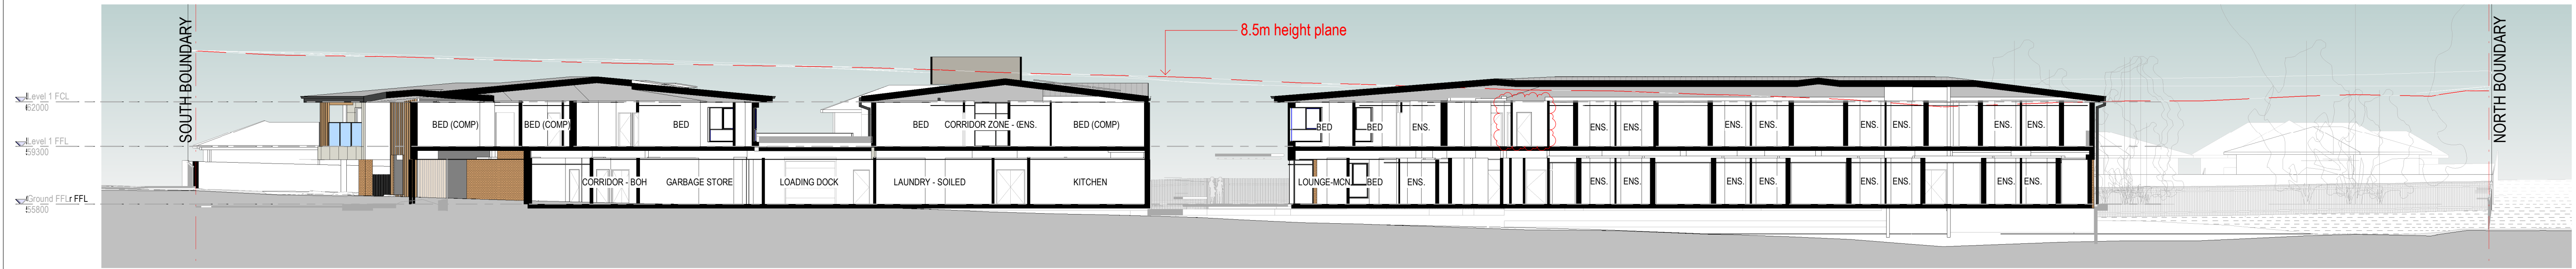 SOUTH BOUNDARY
NORTH BOUNDARY
8.5m height plane
Level 1 FCL
62000
Level 1 FFL
59300
Ground FFLr FFL
55800
BED (COMP)
BED (COMP)
BED
BED
CORRIDOR ZONE - (ENS.
BED (COMP)
BED
BED
ENS.
ENS.
ENS.
ENS.
ENS.
ENS.
ENS.
ENS.
ENS.
CORRIDOR - BOH
GARBAGE STORE
LOADING DOCK
LAUNDRY - SOILED
KITCHEN
LOUNGE-MCN
BED
ENS.
ENS.
ENS.
ENS.
ENS.
ENS.
ENS.
ENS.
ENS.